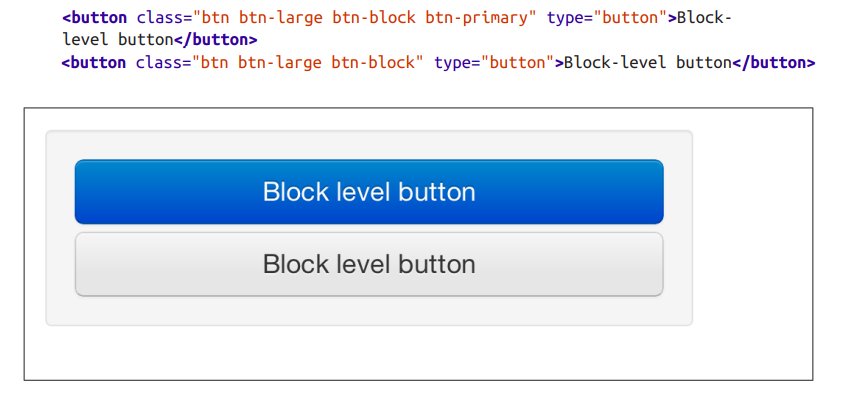 <button class="btn btn-large btn-block btn-primary" type="button">Block-
level button</button>
<button class="btn btn-large btn-block" type="button">Block-level button</button>
Block level button
Block level button